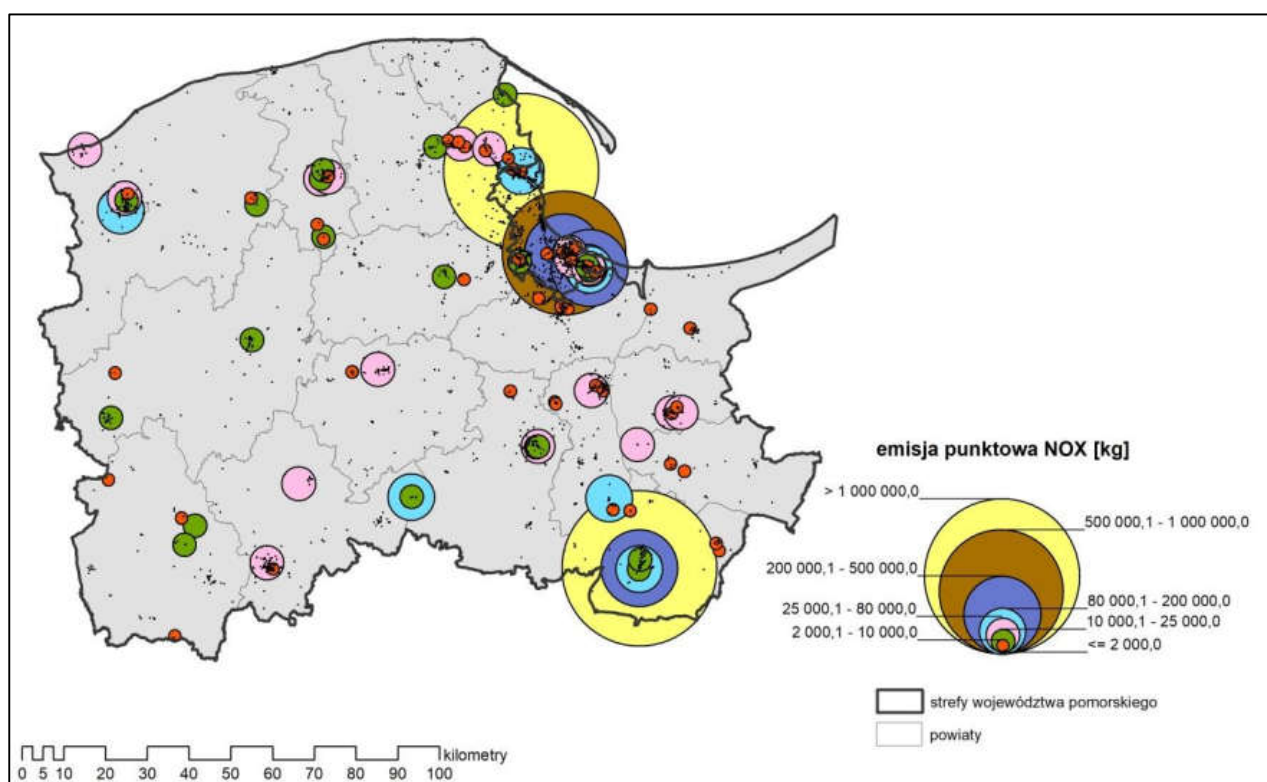 emisja punktowa NOX [kg]
> 1 000 000,0
500 000,1 - 1 000 000,0
200 000,1 - 500 000,0
80 000,1 - 200 000,0
25 000,1 - 80 000,0
10 000,1 - 25 000,0
2 000,1 - 10 000,0
<= 2 000,0
strefy województwa pomorskiego
powiaty
kilometry
0 5 10 20 30 40 50 60 70 80 90 100